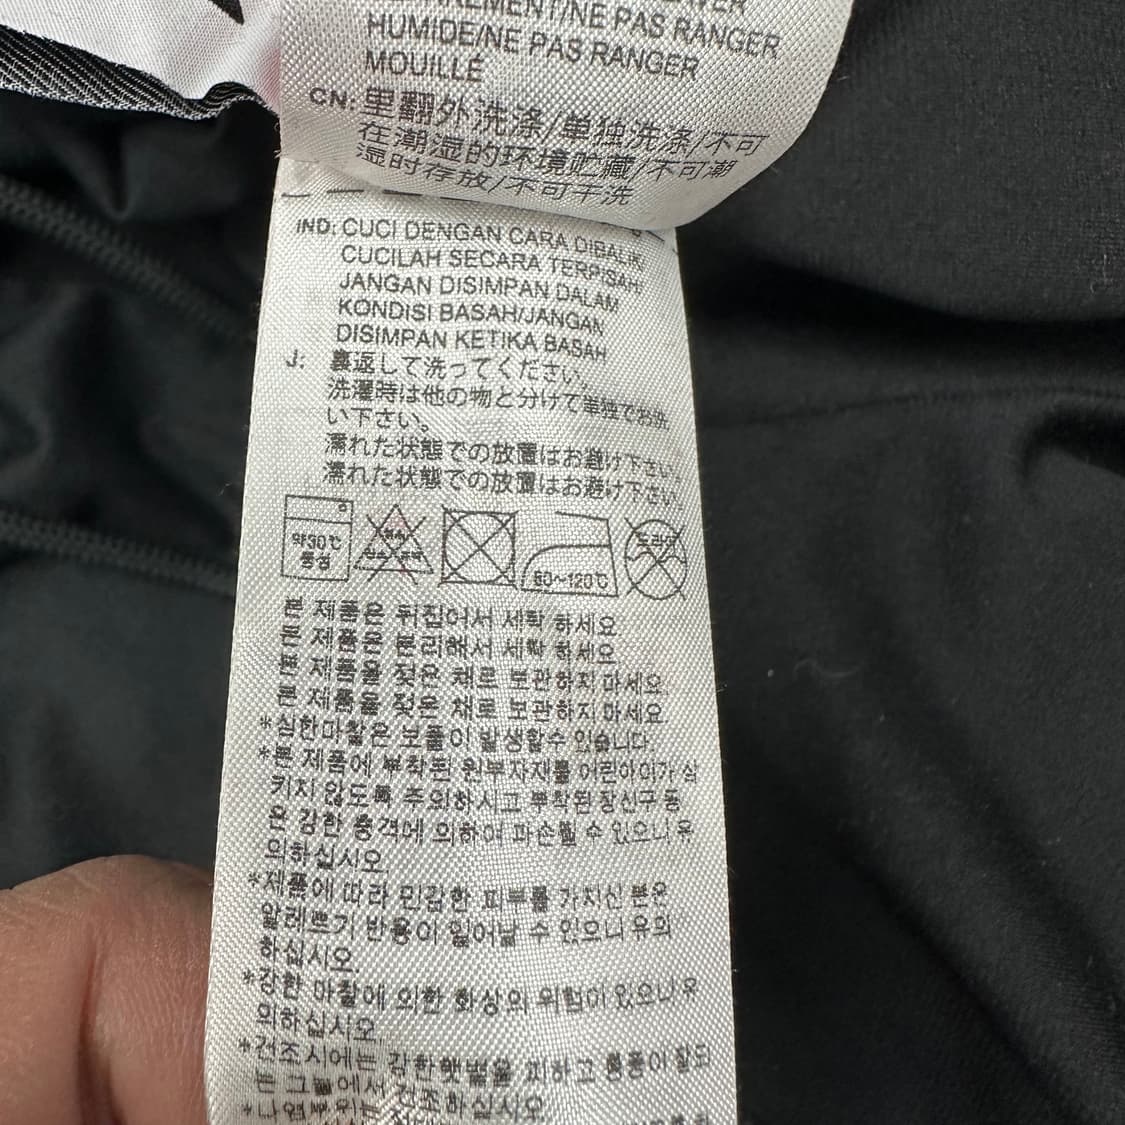 NE PAS RANGER
HUMIDE/NE PAS RANGER
MOUILLÉ
CN: 里翻外洗涤/单独洗涤/不可
在潮湿的环境贮藏/不可潮
湿时存放/不可干洗
IND: CUCI DENGAN CARA DIBALIK
CUCILAH SECARA TERPISAH/
JANGAN DISIMPAN DALAM
KONDISI BASAH/JANGAN
DISIMPAN KETIKA BASAH
J: 裏返して洗ってください。
洗濯時は他の物と分けて単独でお洗
い下さい。
濡れた状態での放置はお避け下さい。
濡れた状態での放置はお避け下さい。
약30℃
중성
80~120℃
드라이
본 제품은 뒤집어서 세탁 하세요
본 제품은 분리해서 세탁 하세요
본 제품을 젖은 채로 보관하지 마세요.
본 제품을 젖은 채로 보관하지 마세요.
*심한마찰은 보풀이 발생할수 있습니다.
*본 제품에 부착된 원부자재를 어린아이가 삼
키지 않도록 주의하시고 부착된 장신구 등
은 강한 충격에 의하여 파손될 수 있으니 유
의하십시오.
*제품에 따라 민감한 피부를 가지신 분은
알레르기 반응이 일어날 수 있으니 유의
하십시오.
*강한 마찰에 의한 화상의 위험이 있으니 유
의하십시오.
*건조시에는 강한햇볕을 피하고 통풍이 잘되
는 그늘에서 건조하십시오.